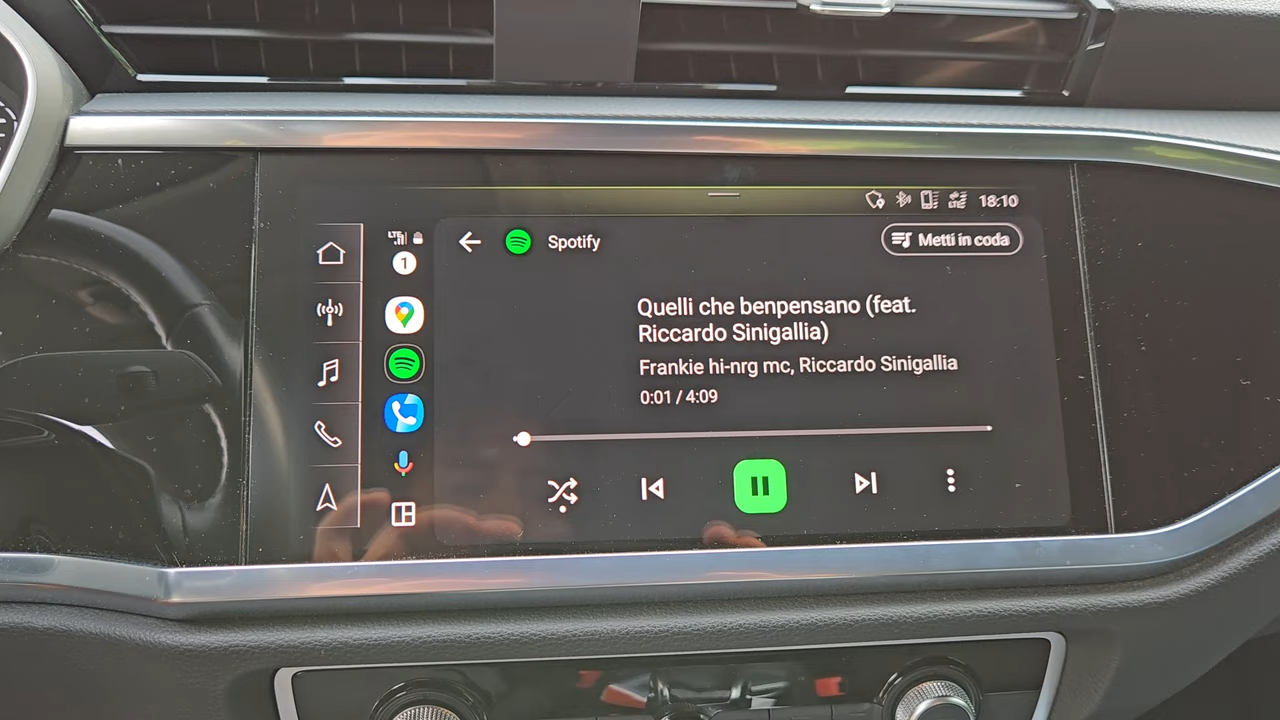 18:10
LTE
1
Spotify
Metti in coda
Quelli che benpensano (feat.
Riccardo Sinigallia)
Frankie hi-nrg mc, Riccardo Sinigallia
0:01 / 4:09